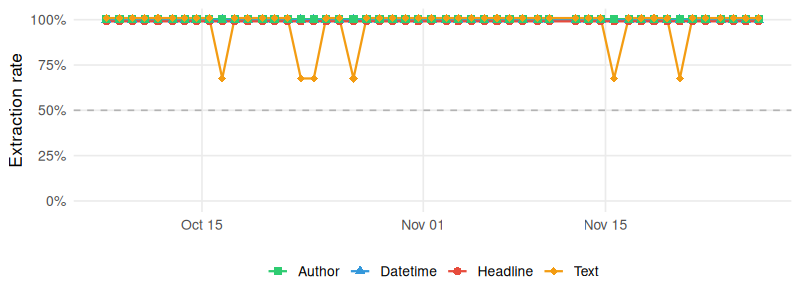 Extraction rate
100%
75%
50%
25%
0%
Oct 15 Nov 01 Nov 15
Author Datetime Headline Text